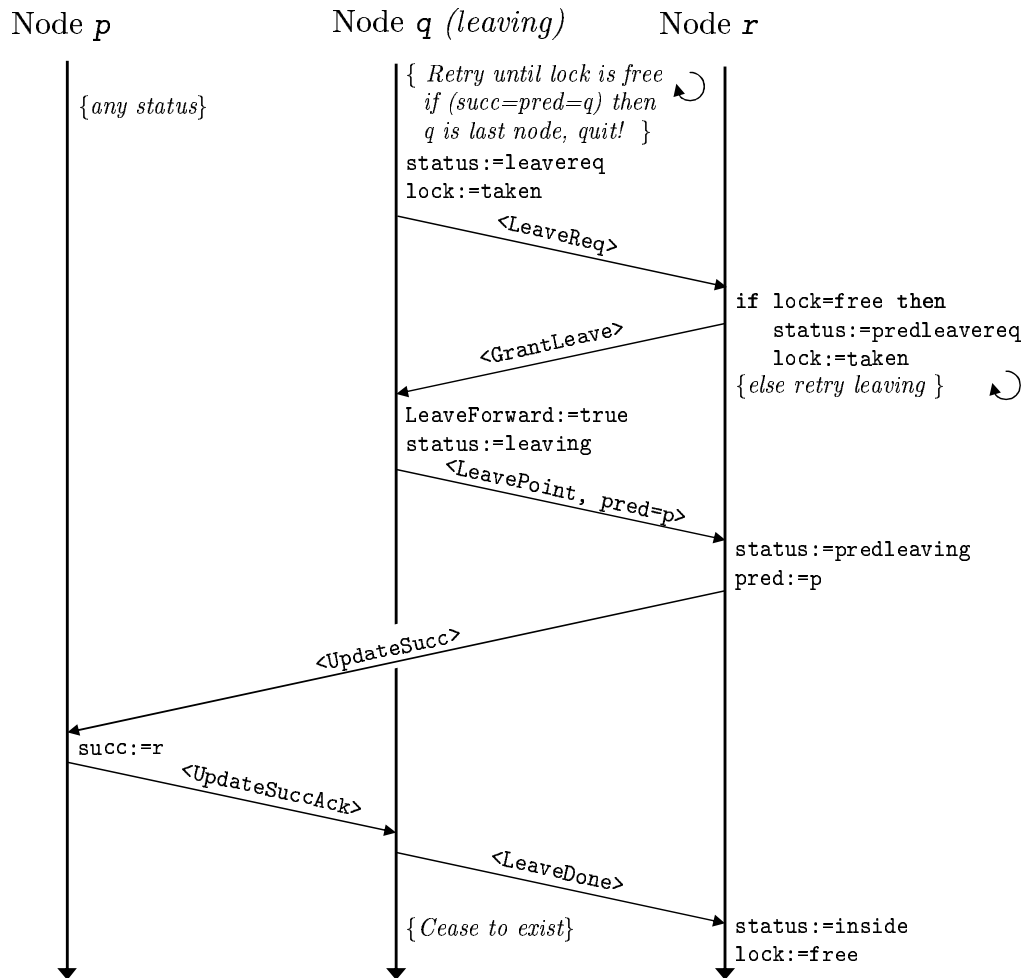 Node p
Node q (leaving)
Node r
{any status}
{ Retry until lock is free
if (succ=pred=q) then
q is last node, quit! }
status:=leavereq
lock:=taken
<LeaveReq>
if lock=free then
status:=predleavereq
lock:=taken
{else retry leaving }
<GrantLeave>
LeaveForward:=true
status:=leaving
<LeavePoint, pred=p>
status:=predleaving
pred:=p
<UpdateSucc>
succ:=r
<UpdateSuccAck>
<LeaveDone>
{Cease to exist}
status:=inside
lock:=free